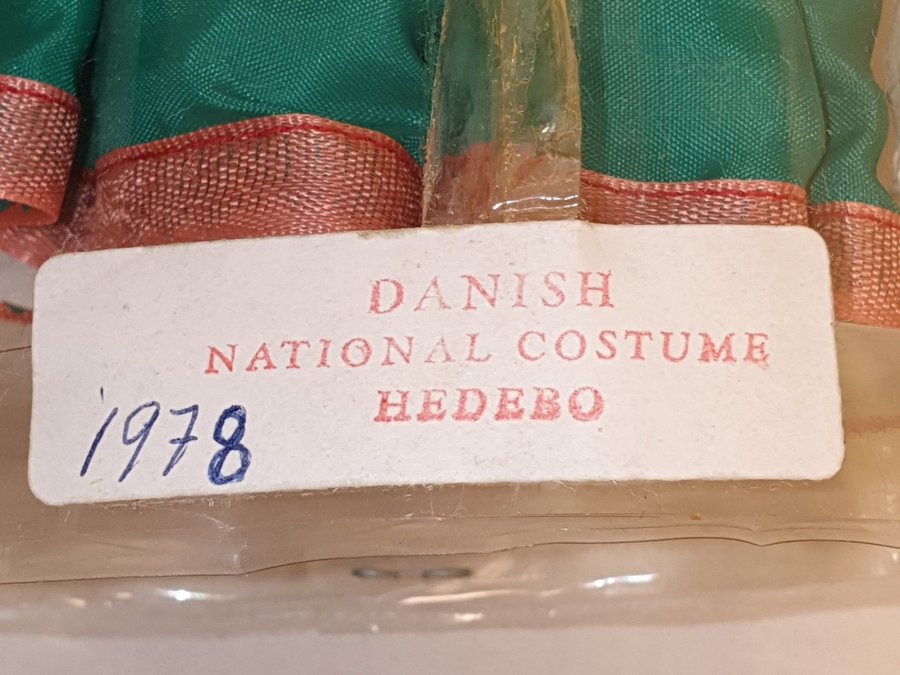 DANISH
NATIONAL COSTUME
HEDEBO
1978